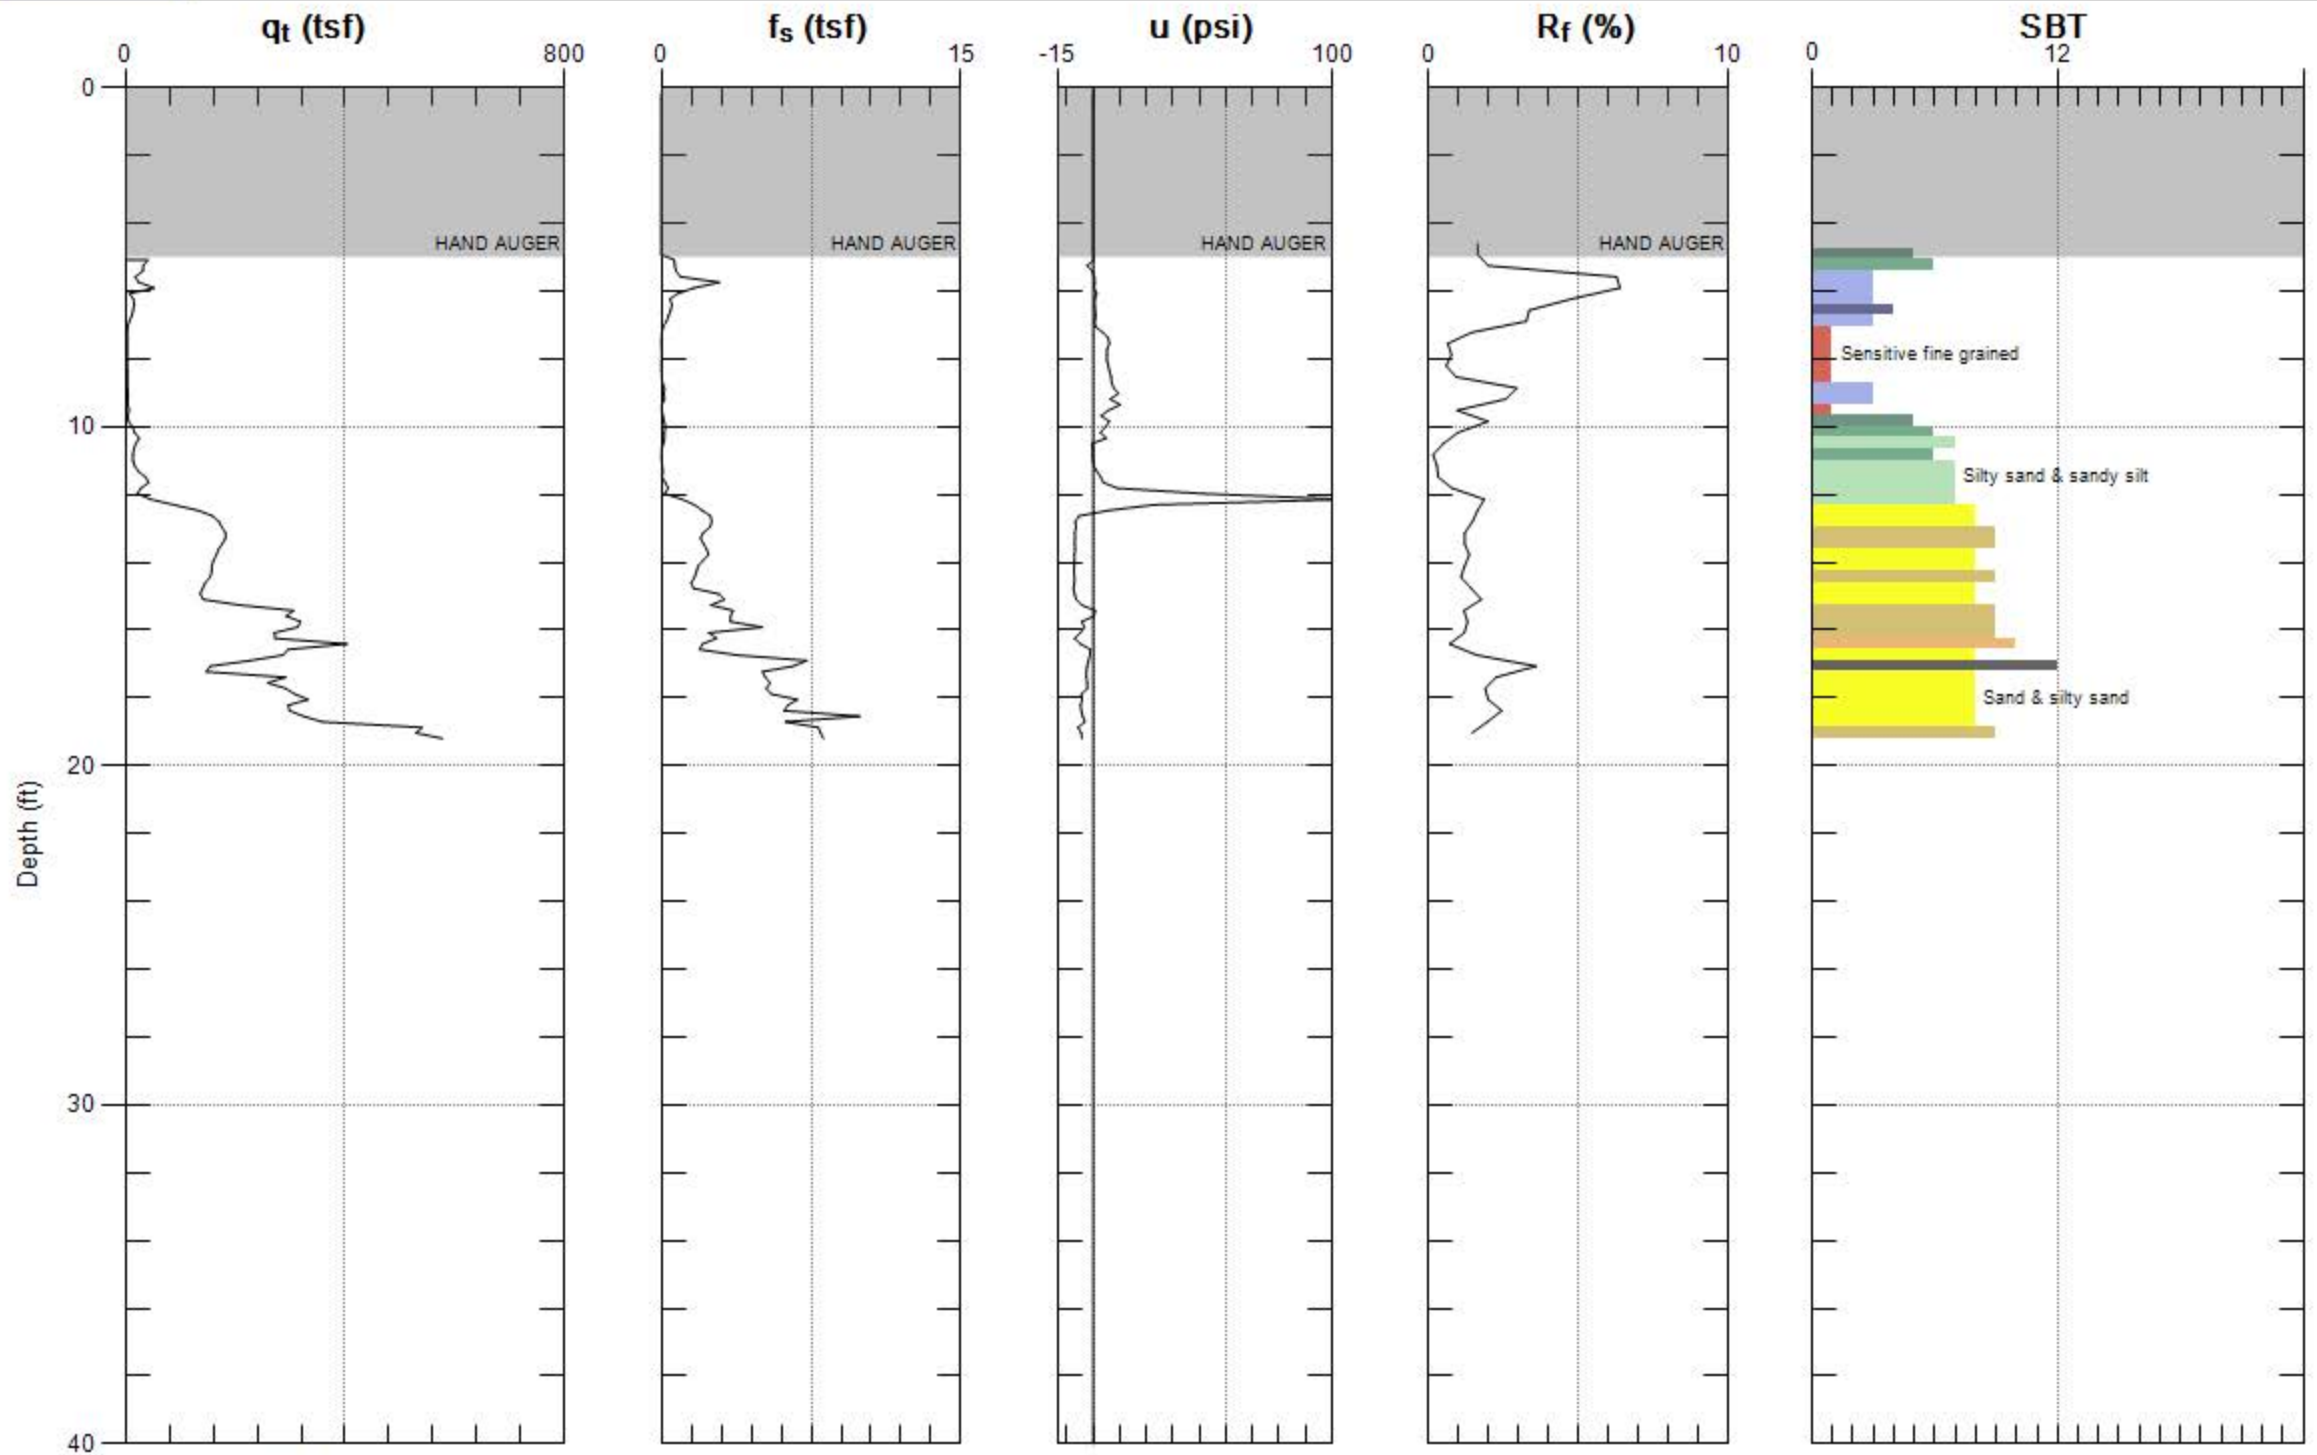 qt (tsf) fs (tsf) u (psi) Rf (%) SBT
0 800 0 15 -15 100 0 10 0 12
0
HAND AUGER HAND AUGER HAND AUGER HAND AUGER
Sensitive fine grained
10
Silty sand & sandy silt
Sand & silty sand
20
Depth (ft)
30
40